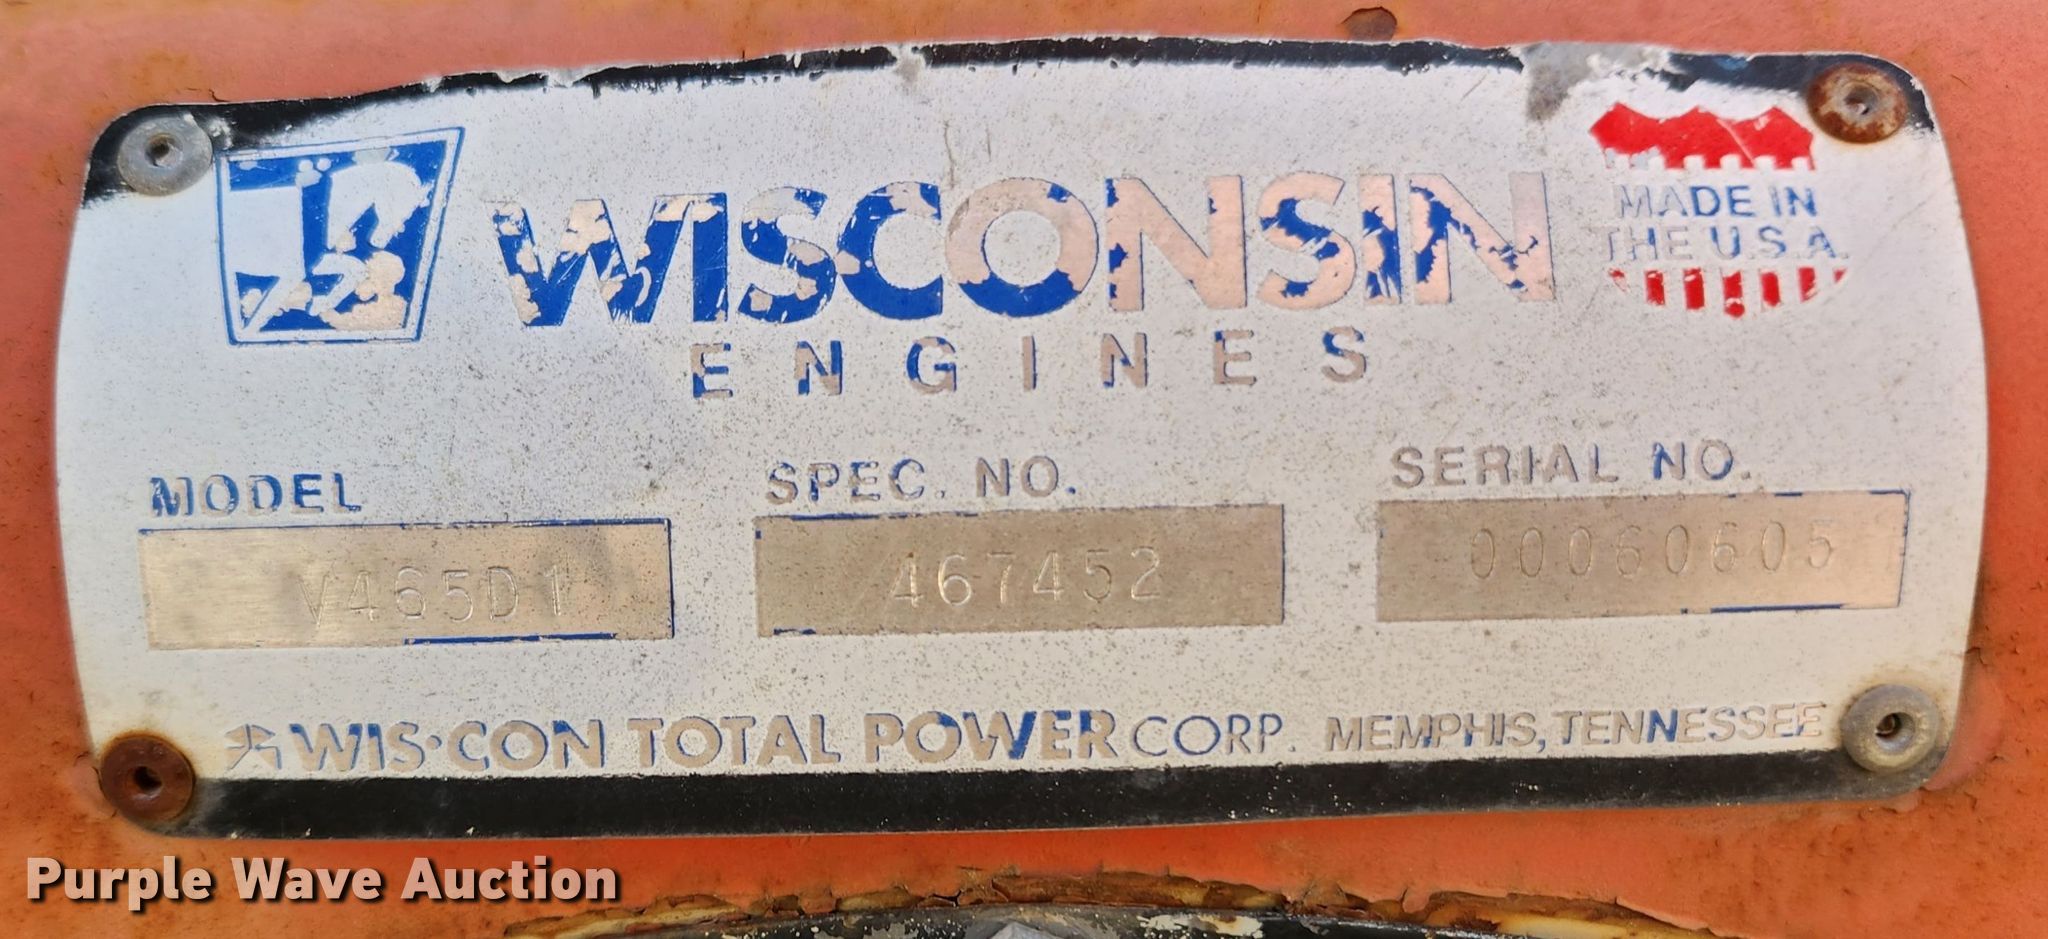 WISCONSIN
ENGINES
MADE IN
THE U.S.A.
MODEL SPEC. NO. SERIAL NO.
V465D1 467452 00060605
WIS·CON TOTAL POWER CORP. MEMPHIS, TENNESSEE
Purple Wave Auction